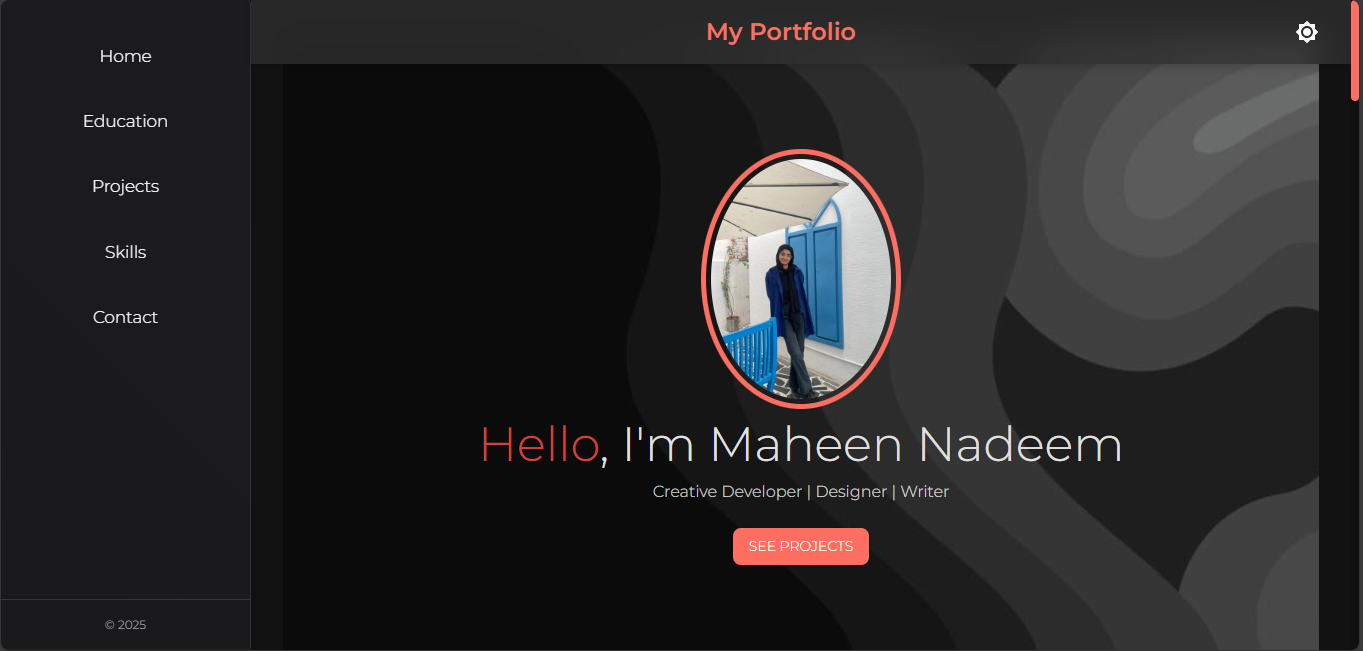 Home
Education
Projects
Skills
Contact
© 2025
My Portfolio
Hello, I'm Maheen Nadeem
Creative Developer | Designer | Writer
SEE PROJECTS